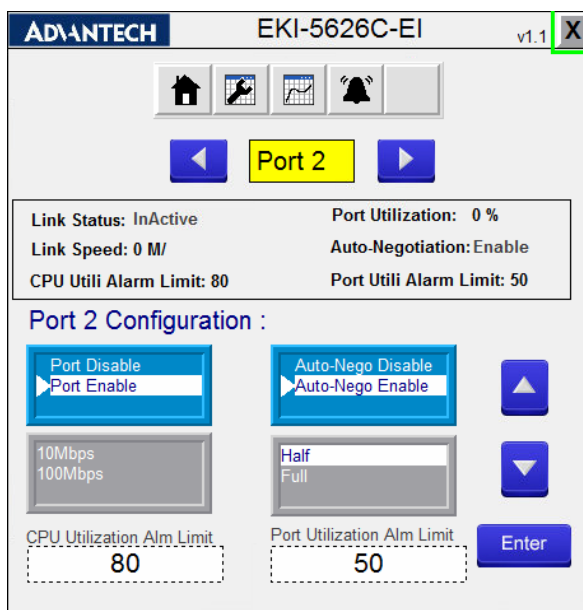 ADVANTECH EKI-5626C-EI v1.1 X
Port 2
Link Status: InActive Port Utilization: 0 %
Link Speed: 0 M/ Auto-Negotiation: Enable
CPU Utili Alarm Limit: 80 Port Utili Alarm Limit: 50
Port 2 Configuration :
Port Disable Auto-Nego Disable
Port Enable Auto-Nego Enable
10Mbps Half
100Mbps Full
CPU Utilization Alm Limit Port Utilization Alm Limit Enter
80 50